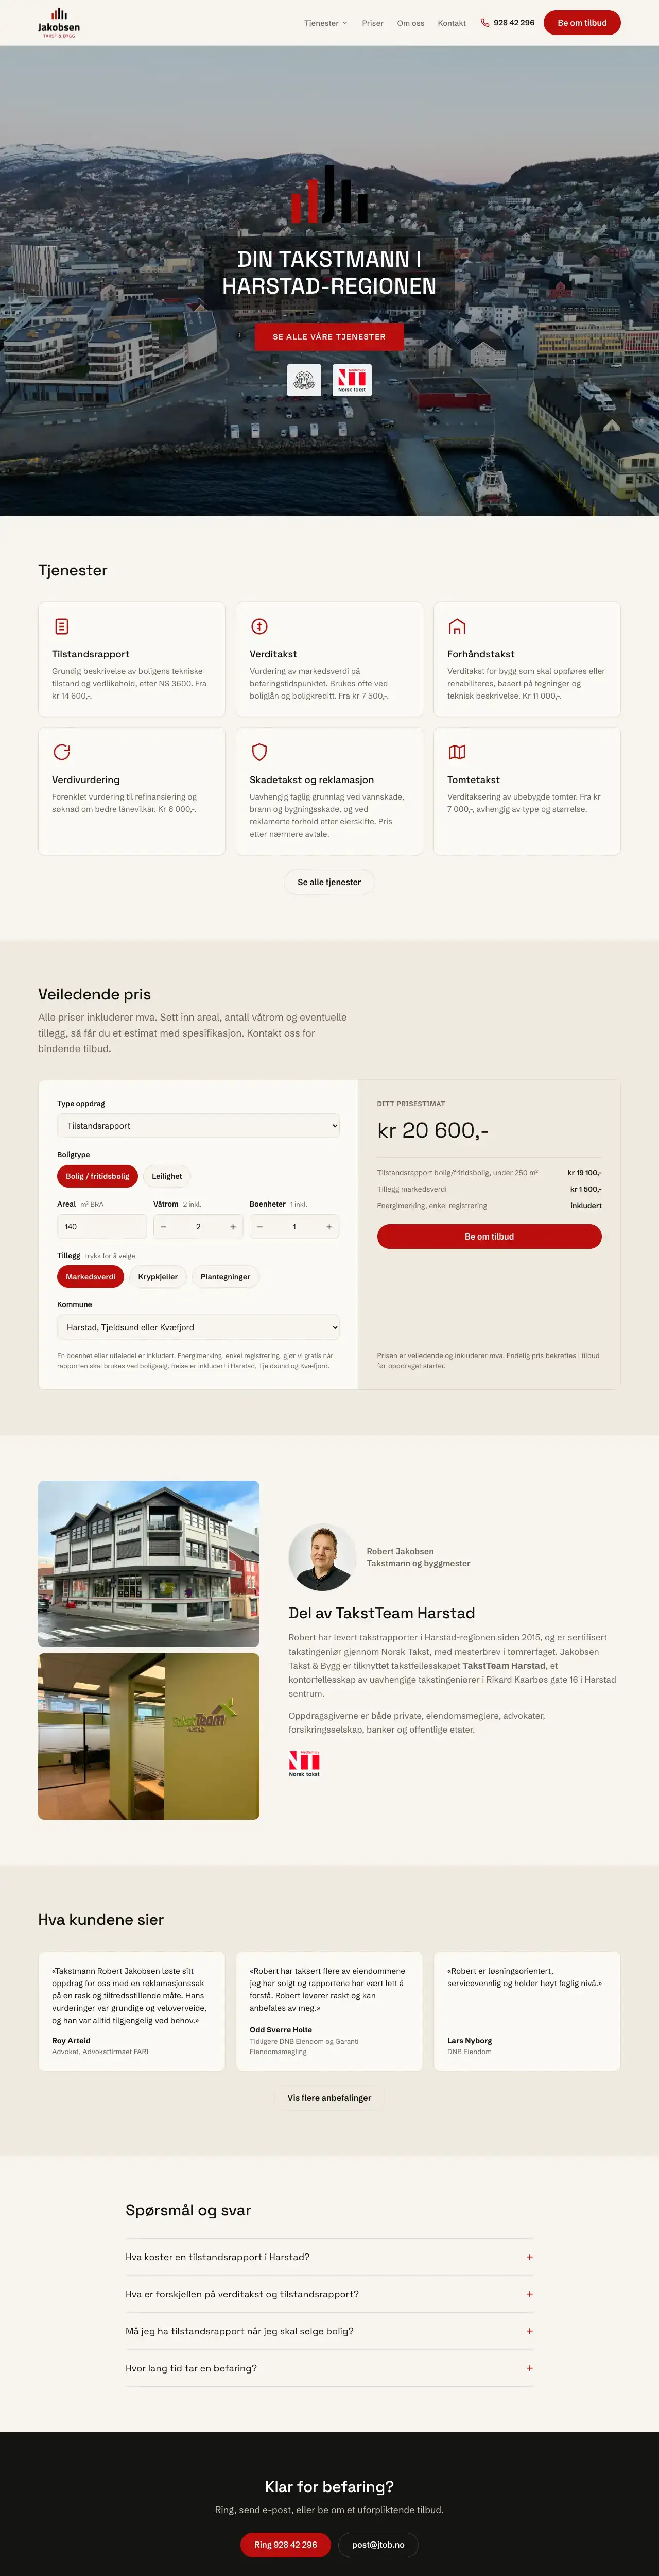 Jakobsen
TAKST & BYGG
Tjenester
Priser
Om oss
Kontakt
928 42 296
Be om tilbud
DIN TAKSTMANN I
HARSTAD-REGIONEN
SE ALLE VÅRE TJENESTER
Norsk takst
Tjenester
Tilstandsrapport
Grundig beskrivelse av boligens tekniske
tilstand og vedlikehold, etter NS 3600. Fra
kr 14 600,-.
Verditakst
Vurdering av markedsverdi på
befaringstidspunktet. Brukes ofte ved
boliglån og boligkreditt. Fra kr 7 500,-.
Forhåndstakst
Verditakst for bygg som skal oppføres eller
rehabiliteres, basert på tegninger og
teknisk beskrivelse. Kr 11 000,-.
Verdivurdering
Forenklet vurdering til refinansiering og
søknad om bedre lånevilkår. Kr 6 000,-.
Skadetakst og reklamasjon
Uavhengig faglig grunnlag ved vannskade,
brann og bygningsskade, og ved
reklamerte forhold etter eierskifte. Pris
etter nærmere avtale.
Tomtetakst
Verditaksering av ubebygde tomter. Fra kr
7 000,-, avhengig av type og størrelse.
Se alle tjenester
Veiledende pris
Alle priser inkluderer mva. Sett inn areal, antall våtrom og eventuelle
tillegg, så får du et estimat med spesifikasjon. Kontakt oss for
bindende tilbud.
Type oppdrag
Tilstandsrapport
Boligtype
Bolig / fritidsbolig
Leilighet
Areal m² BRA
Våtrom 2 inkl.
Boenheter 1 inkl.
140
− 2 +
− 1 +
Tillegg trykk for å velge
Markedsverdi
Krypkjeller
Plantegninger
Kommune
Harstad, Tjeldsund eller Kvæfjord
En boenhet eller utleiedel er inkludert. Energimerking, enkel registrering, gjør vi gratis når
rapporten skal brukes ved boligsalg. Reise er inkludert i Harstad, Tjeldsund og Kvæfjord.
DITT PRISESTIMAT
kr 20 600,-
Tilstandsrapport bolig/fritidsbolig, under 250 m² kr 19 100,-
Tillegg markedsverdi kr 1 500,-
Energimerking, enkel registrering inkludert
Be om tilbud
Prisen er veiledende og inkluderer mva. Endelig pris bekreftes i tilbud
før oppdraget starter.
Harstad
TakstTeam
HARSTAD
Robert Jakobsen
Takstmann og byggmester
Del av TakstTeam Harstad
Robert har levert takstrapporter i Harstad-regionen siden 2015, og er sertifisert
takstingeniør gjennom Norsk Takst, med mesterbrev i tømrerfaget. Jakobsen
Takst & Bygg er tilknyttet takstfellesskapet TakstTeam Harstad, et
kontorfellesskap av uavhengige takstingeniører i Rikard Kaarbøs gate 16 i Harstad
sentrum.
Oppdragsgiverne er både private, eiendomsmeglere, advokater,
forsikringsselskap, banker og offentlige etater.
Norsk takst
Hva kundene sier
«Takstmann Robert Jakobsen løste sitt
oppdrag for oss med en reklamasjonssak
på en rask og tilfredsstillende måte. Hans
vurderinger var grundige og veloverveide,
og han var alltid tilgjengelig ved behov.»
Roy Arteid
Advokat, Advokatfirmaet FARI
«Robert har taksert flere av eiendommene
jeg har solgt og rapportene har vært lett å
forstå. Robert leverer raskt og kan
anbefales av meg.»
Odd Sverre Holte
Tidligere DNB Eiendom og Garanti
Eiendomsmegling
«Robert er løsningsorientert,
servicevennlig og holder høyt faglig nivå.»
Lars Nyborg
DNB Eiendom
Vis flere anbefalinger
Spørsmål og svar
Hva koster en tilstandsrapport i Harstad? +
Hva er forskjellen på verditakst og tilstandsrapport? +
Må jeg ha tilstandsrapport når jeg skal selge bolig? +
Hvor lang tid tar en befaring? +
Klar for befaring?
Ring, send e-post, eller be om et uforpliktende tilbud.
Ring 928 42 296
post@jtob.no